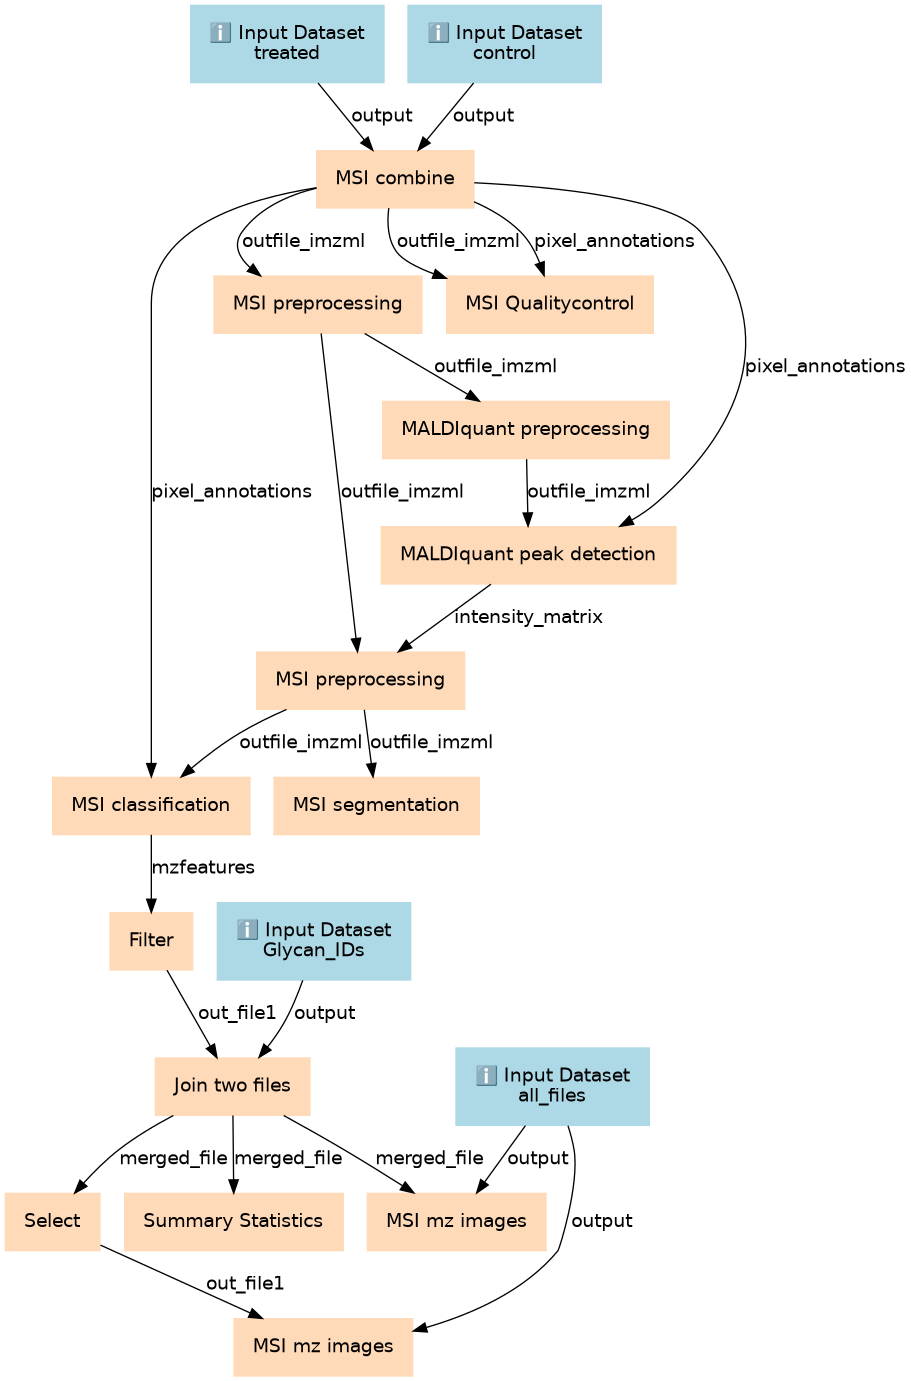 ℹ️ Input Dataset
treated
ℹ️ Input Dataset
control
output
output
MSI combine
outfile_imzml
outfile_imzml
pixel_annotations
MSI preprocessing
MSI Qualitycontrol
outfile_imzml
pixel_annotations
MALDIquant preprocessing
pixel_annotations
outfile_imzml
outfile_imzml
MALDIquant peak detection
intensity_matrix
MSI preprocessing
outfile_imzml
outfile_imzml
MSI classification
MSI segmentation
mzfeatures
Filter
ℹ️ Input Dataset
Glycan_IDs
out_file1
output
Join two files
ℹ️ Input Dataset
all_files
merged_file
merged_file
merged_file
output
Select
Summary Statistics
MSI mz images
output
out_file1
MSI mz images